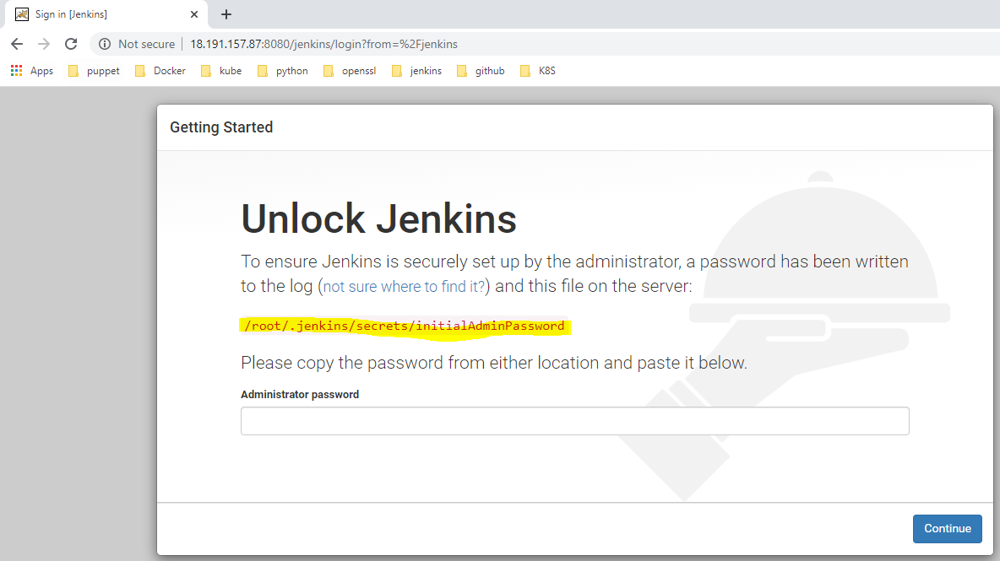 Sign in [Jenkins]
Not secure
18.191.157.87:8080/jenkins/login?from=%2Fjenkins
Apps puppet Docker kube python openssl jenkins github K8S
Getting Started
Unlock Jenkins
To ensure Jenkins is securely set up by the administrator, a password has been written
to the log (not sure where to find it?) and this file on the server:
/root/.jenkins/secrets/initialAdminPassword
Please copy the password from either location and paste it below.
Administrator password
Continue